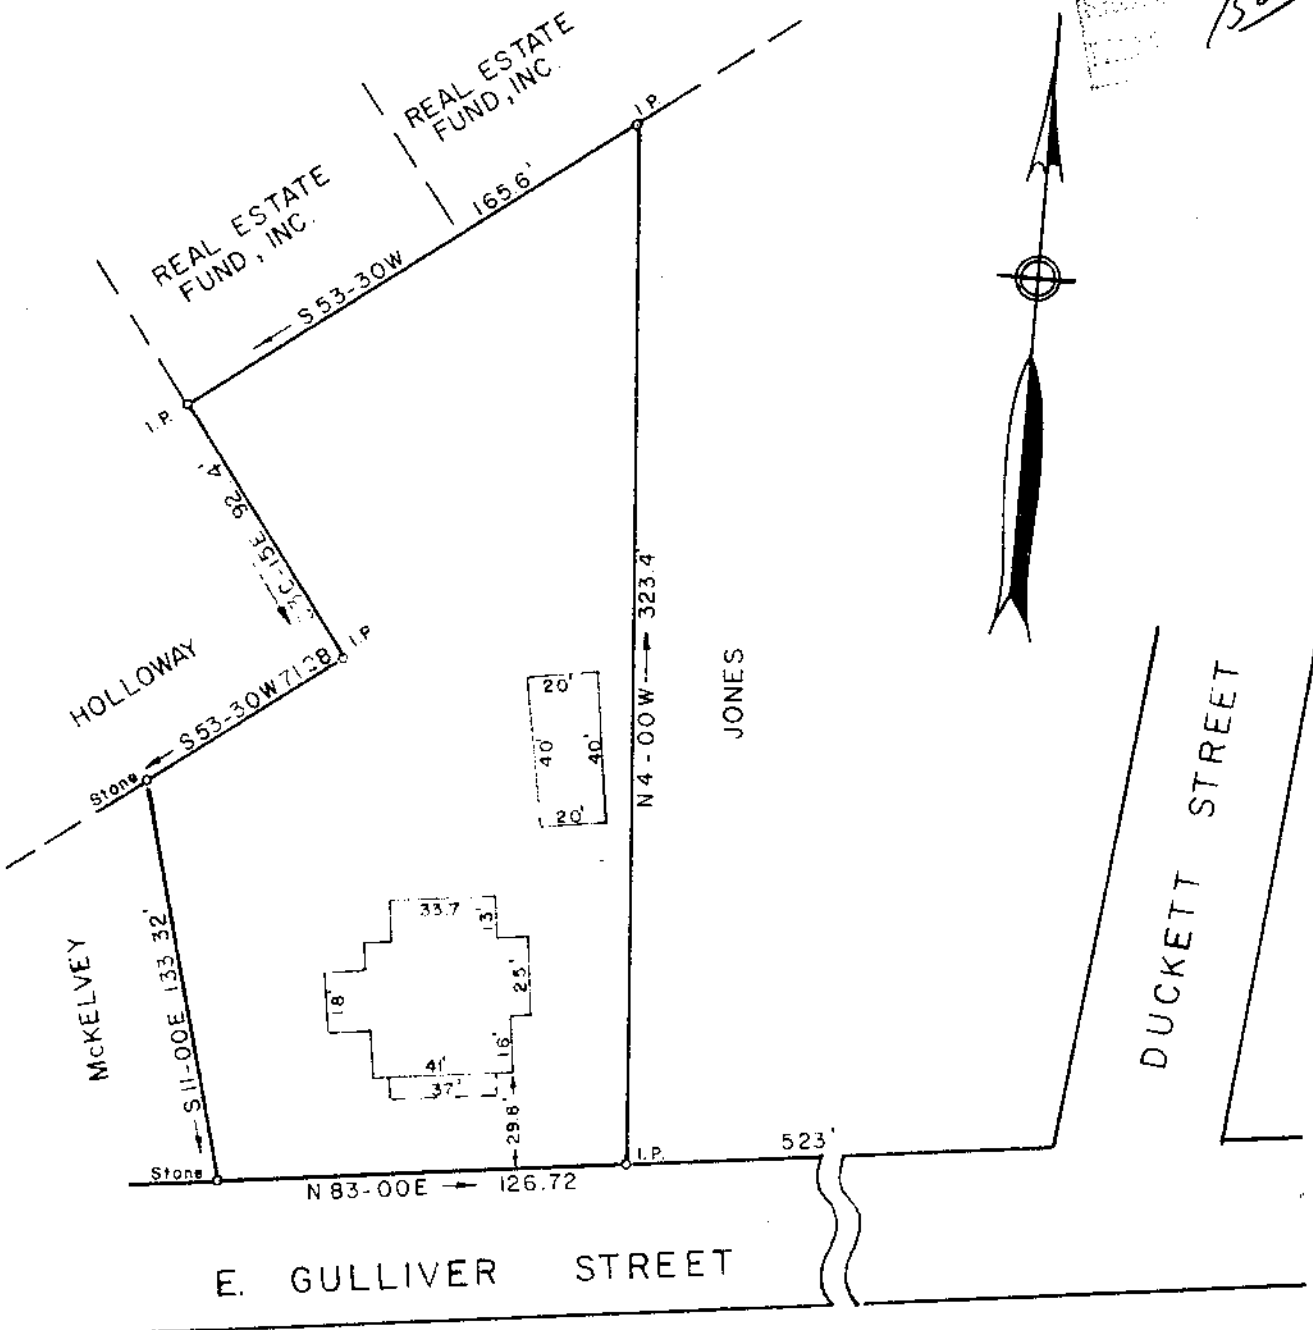 REAL ESTATE
FUND, INC.
REAL ESTATE
FUND, INC.
I.P.
165.6'
S 53-30W
I.P.
92.4'
I.P.
HOLLOWAY
S53-30W 71.28
Stone
N 4-00W 323.4'
JONES
20'
40'
40'
20'
DUCKETT STREET
McKELVEY
S 11-00E 133 32'
33.7
13'
18'
25'
16'
41'
37'
29.8'
523'
I.P.
Stone
N 83-00E 126.72
E. GULLIVER STREET